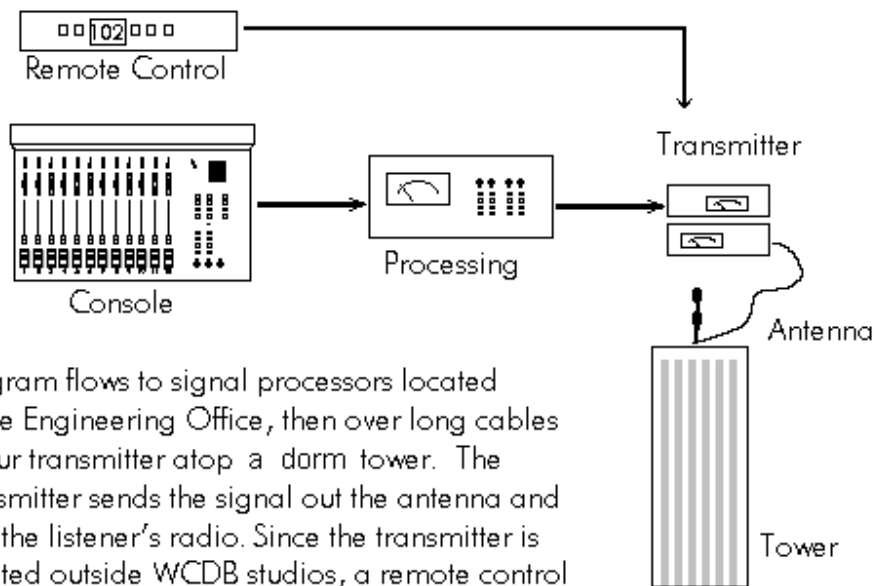 102
Remote Control
Transmitter
Processing
Console
Antenna
gram flows to signal processors located
e Engineering Office, then over long cables
ur transmitter atop a dorm tower. The
smitter sends the signal out the antenna and
the listener's radio. Since the transmitter is
ted outside WCDB studios, a remote control
Tower